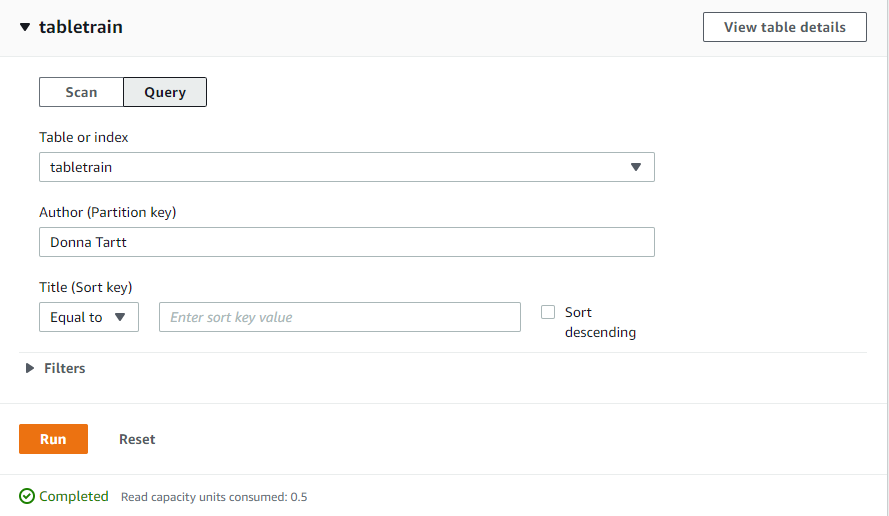 tabletrain
View table details
Scan
Query
Table or index
tabletrain
Author (Partition key)
Donna Tartt
Title (Sort key)
Equal to
Enter sort key value
Sort
descending
Filters
Run
Reset
Completed
Read capacity units consumed: 0.5